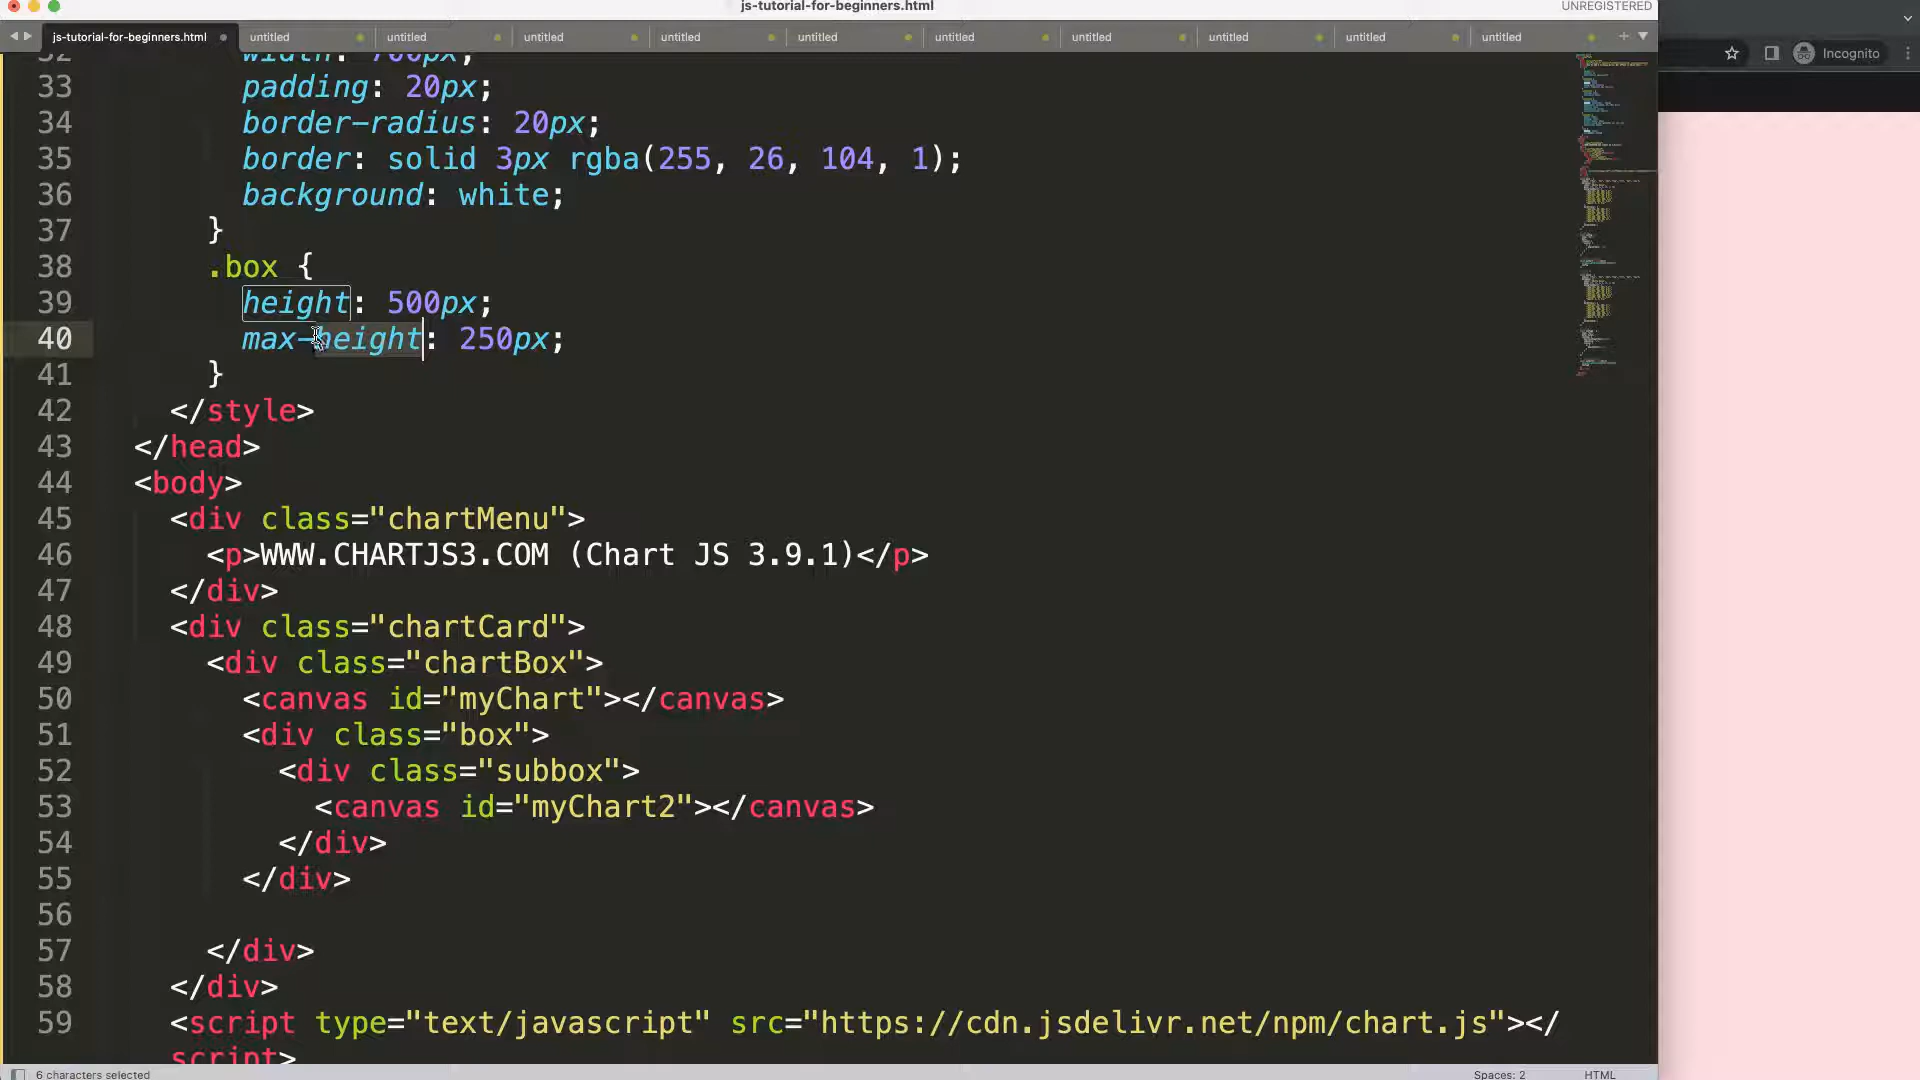 js-tutorial-for-beginners.html
UNREGISTERED
js-tutorial-for-beginners.html untitled untitled untitled untitled untitled untitled untitled untitled untitled untitled
Incognito
32 width: 700px;
33 padding: 20px;
34 border-radius: 20px;
35 border: solid 3px rgba(255, 26, 104, 1);
36 background: white;
37 }
38 .box {
39 height: 500px;
40 max-height: 250px;
41 }
42 </style>
43 </head>
44 <body>
45 <div class="chartMenu">
46 <p>WWW.CHARTJS3.COM (Chart JS 3.9.1)</p>
47 </div>
48 <div class="chartCard">
49 <div class="chartBox">
50 <canvas id="myChart"></canvas>
51 <div class="box">
52 <div class="subbox">
53 <canvas id="myChart2"></canvas>
54 </div>
55 </div>
56
57 </div>
58 </div>
59 <script type="text/javascript" src="https://cdn.jsdelivr.net/npm/chart.js"></
script>
6 characters selected
Spaces: 2
HTML